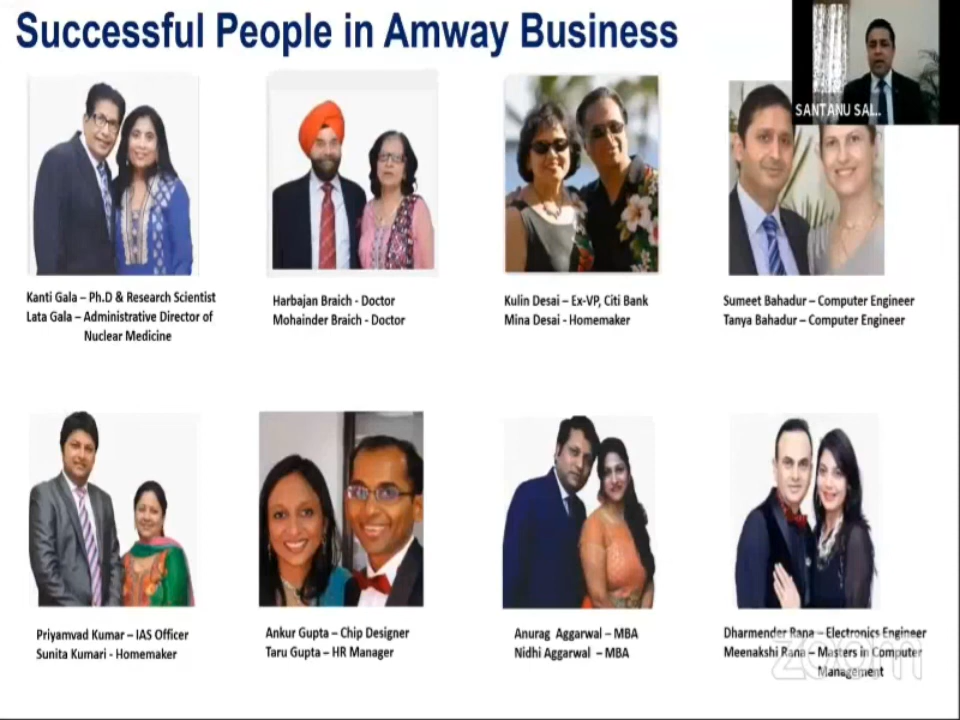 Successful People in Amway Business
SANTANU SAL..
Kanti Gala – Ph.D & Research Scientist
Lata Gala – Administrative Director of
Nuclear Medicine
Harbajan Braich - Doctor
Mohainder Braich - Doctor
Kulin Desai – Ex-VP, Citi Bank
Mina Desai - Homemaker
Sumeet Bahadur – Computer Engineer
Tanya Bahadur – Computer Engineer
Priyamvad Kumar – IAS Officer
Sunita Kumari - Homemaker
Ankur Gupta – Chip Designer
Taru Gupta – HR Manager
Anurag Aggarwal – MBA
Nidhi Aggarwal – MBA
Dharmender Rana – Electronics Engineer
Meenakshi Rana – Masters in Computer
Management
zoom